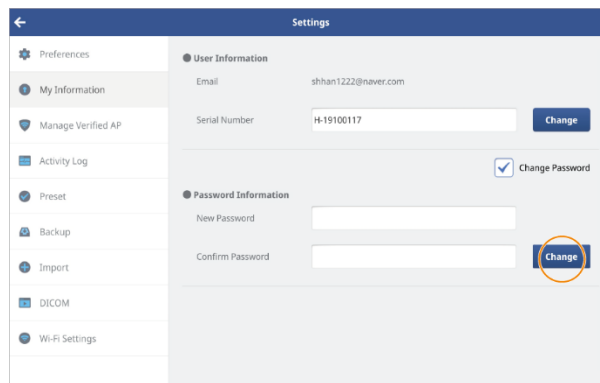 Settings
Preferences
My Information
Manage Verified AP
Activity Log
Preset
Backup
Import
DICOM
Wi-Fi Settings
User Information
Email shhan1222@naver.com
Serial Number H-19100117 Change
Change Password
Password Information
New Password
Confirm Password Change